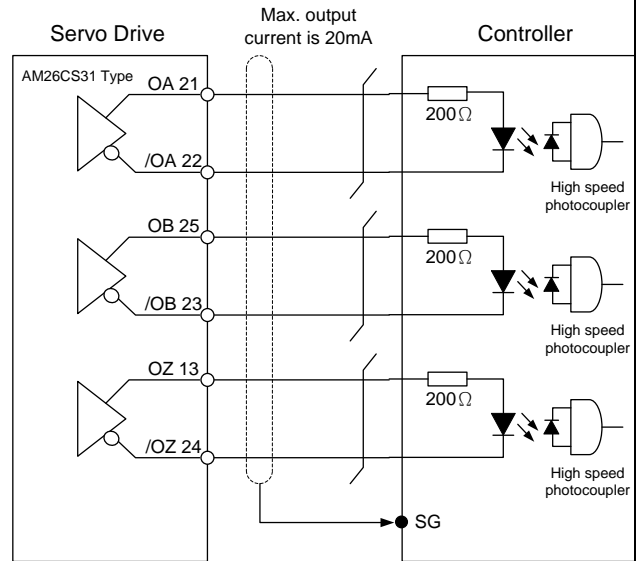 Servo Drive
Max. output
current is 20mA
Controller
AM26CS31 Type
OA 21
200Ω
/OA 22
High speed
photocoupler
OB 25
200Ω
/OB 23
High speed
photocoupler
OZ 13
200Ω
/OZ 24
High speed
photocoupler
SG